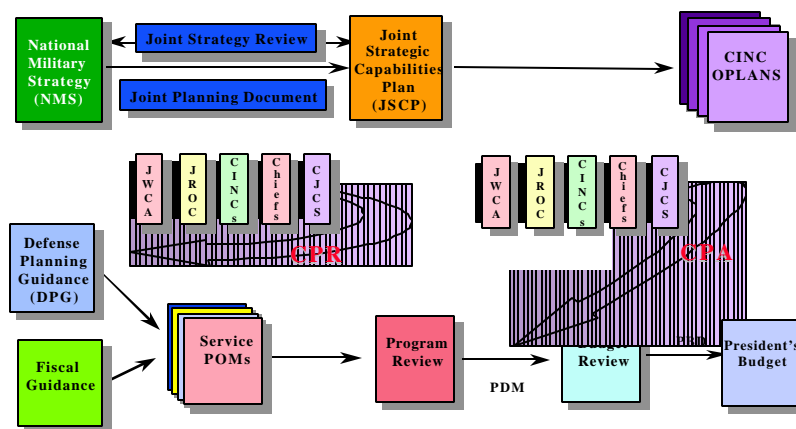 National
Military
Strategy
(NMS)
Joint Strategy Review
Joint Planning Document
Joint
Strategic
Capabilities
Plan
(JSCP)
CINC
OPLANS
JWCA
JROC
CINCs
Chiefs
CJCS
CPR
JWCA
JROC
CINCs
Chiefs
CJCS
CPA
Defense
Planning
Guidance
(DPG)
Fiscal
Guidance
Service
POMs
Program
Review
PDM
Budget
Review
President's
Budget